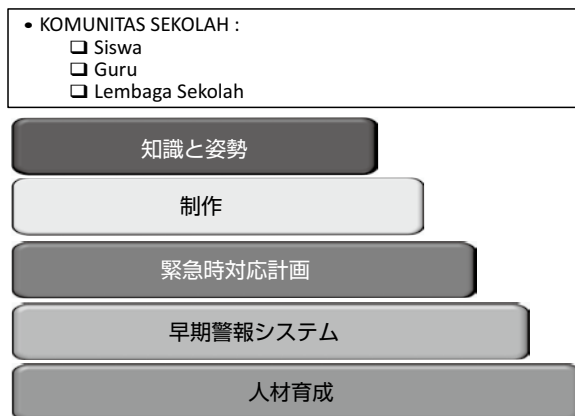 • KOMUNITAS SEKOLAH :
❑ Siswa
❑ Guru
❑ Lembaga Sekolah
知識と姿勢
制作
緊急時対応計画
早期警報システム
人材育成